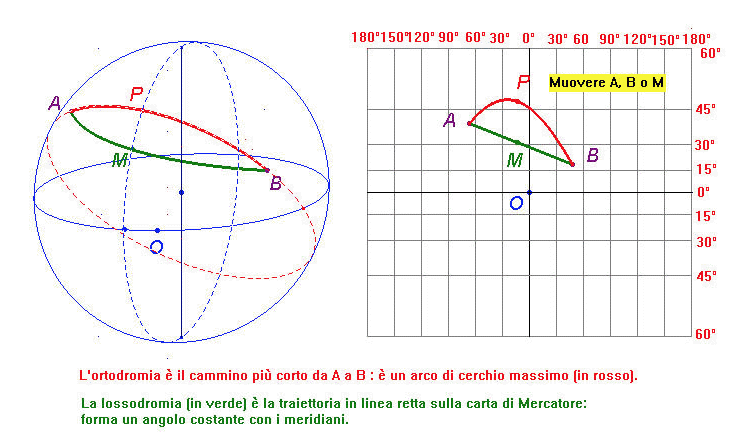 180° 150° 120° 90° 60° 30° 0° 30° 60 90° 120° 150° 180°
60°
Muovere A, B o M
P
A
P
45°
A
30°
M
B
M
B
15°
0°
O
O
15°
30°
45°
60°
L'ortodromia è il cammino più corto da A a B : è un arco di cerchio massimo (in rosso).
La lossodromia (in verde) è la traiettoria in linea retta sulla carta di Mercatore:
forma un angolo costante con i meridiani.